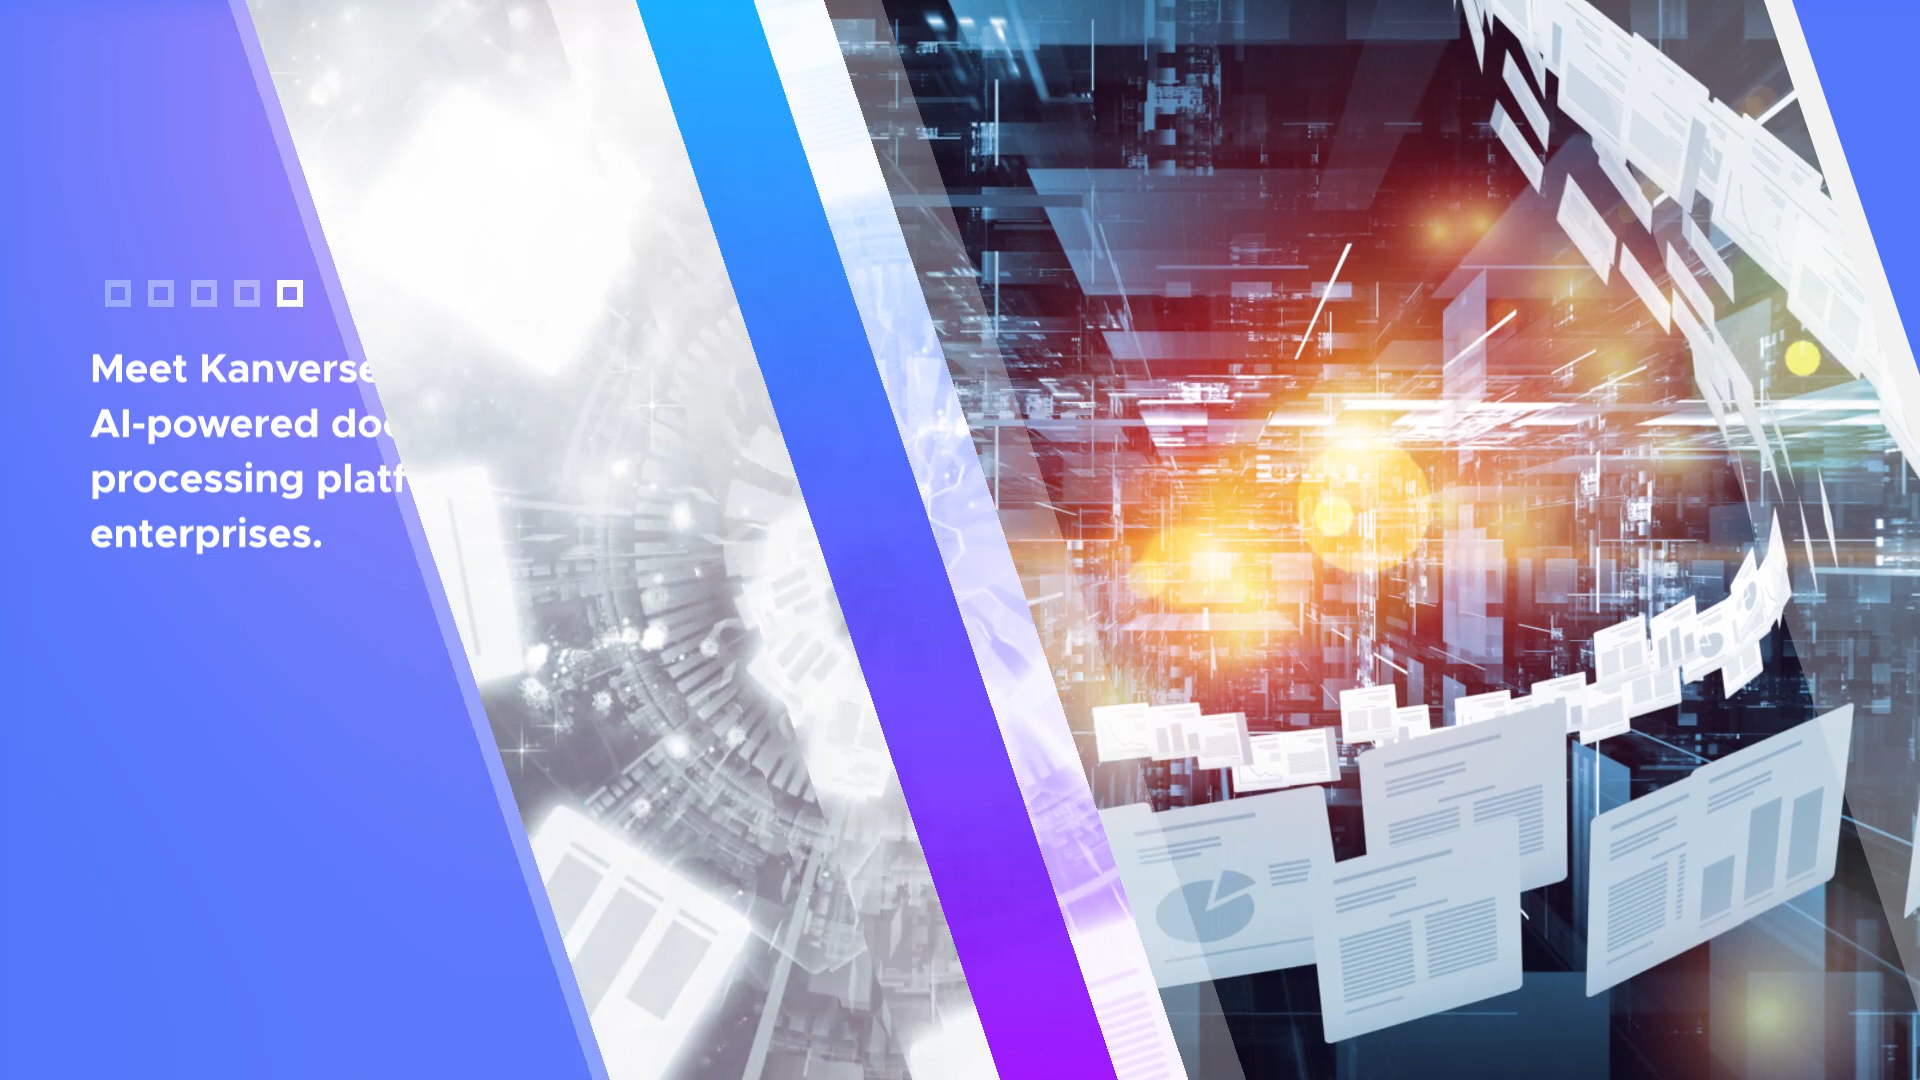 Meet Kanverse
AI-powered
processing
enterprises.